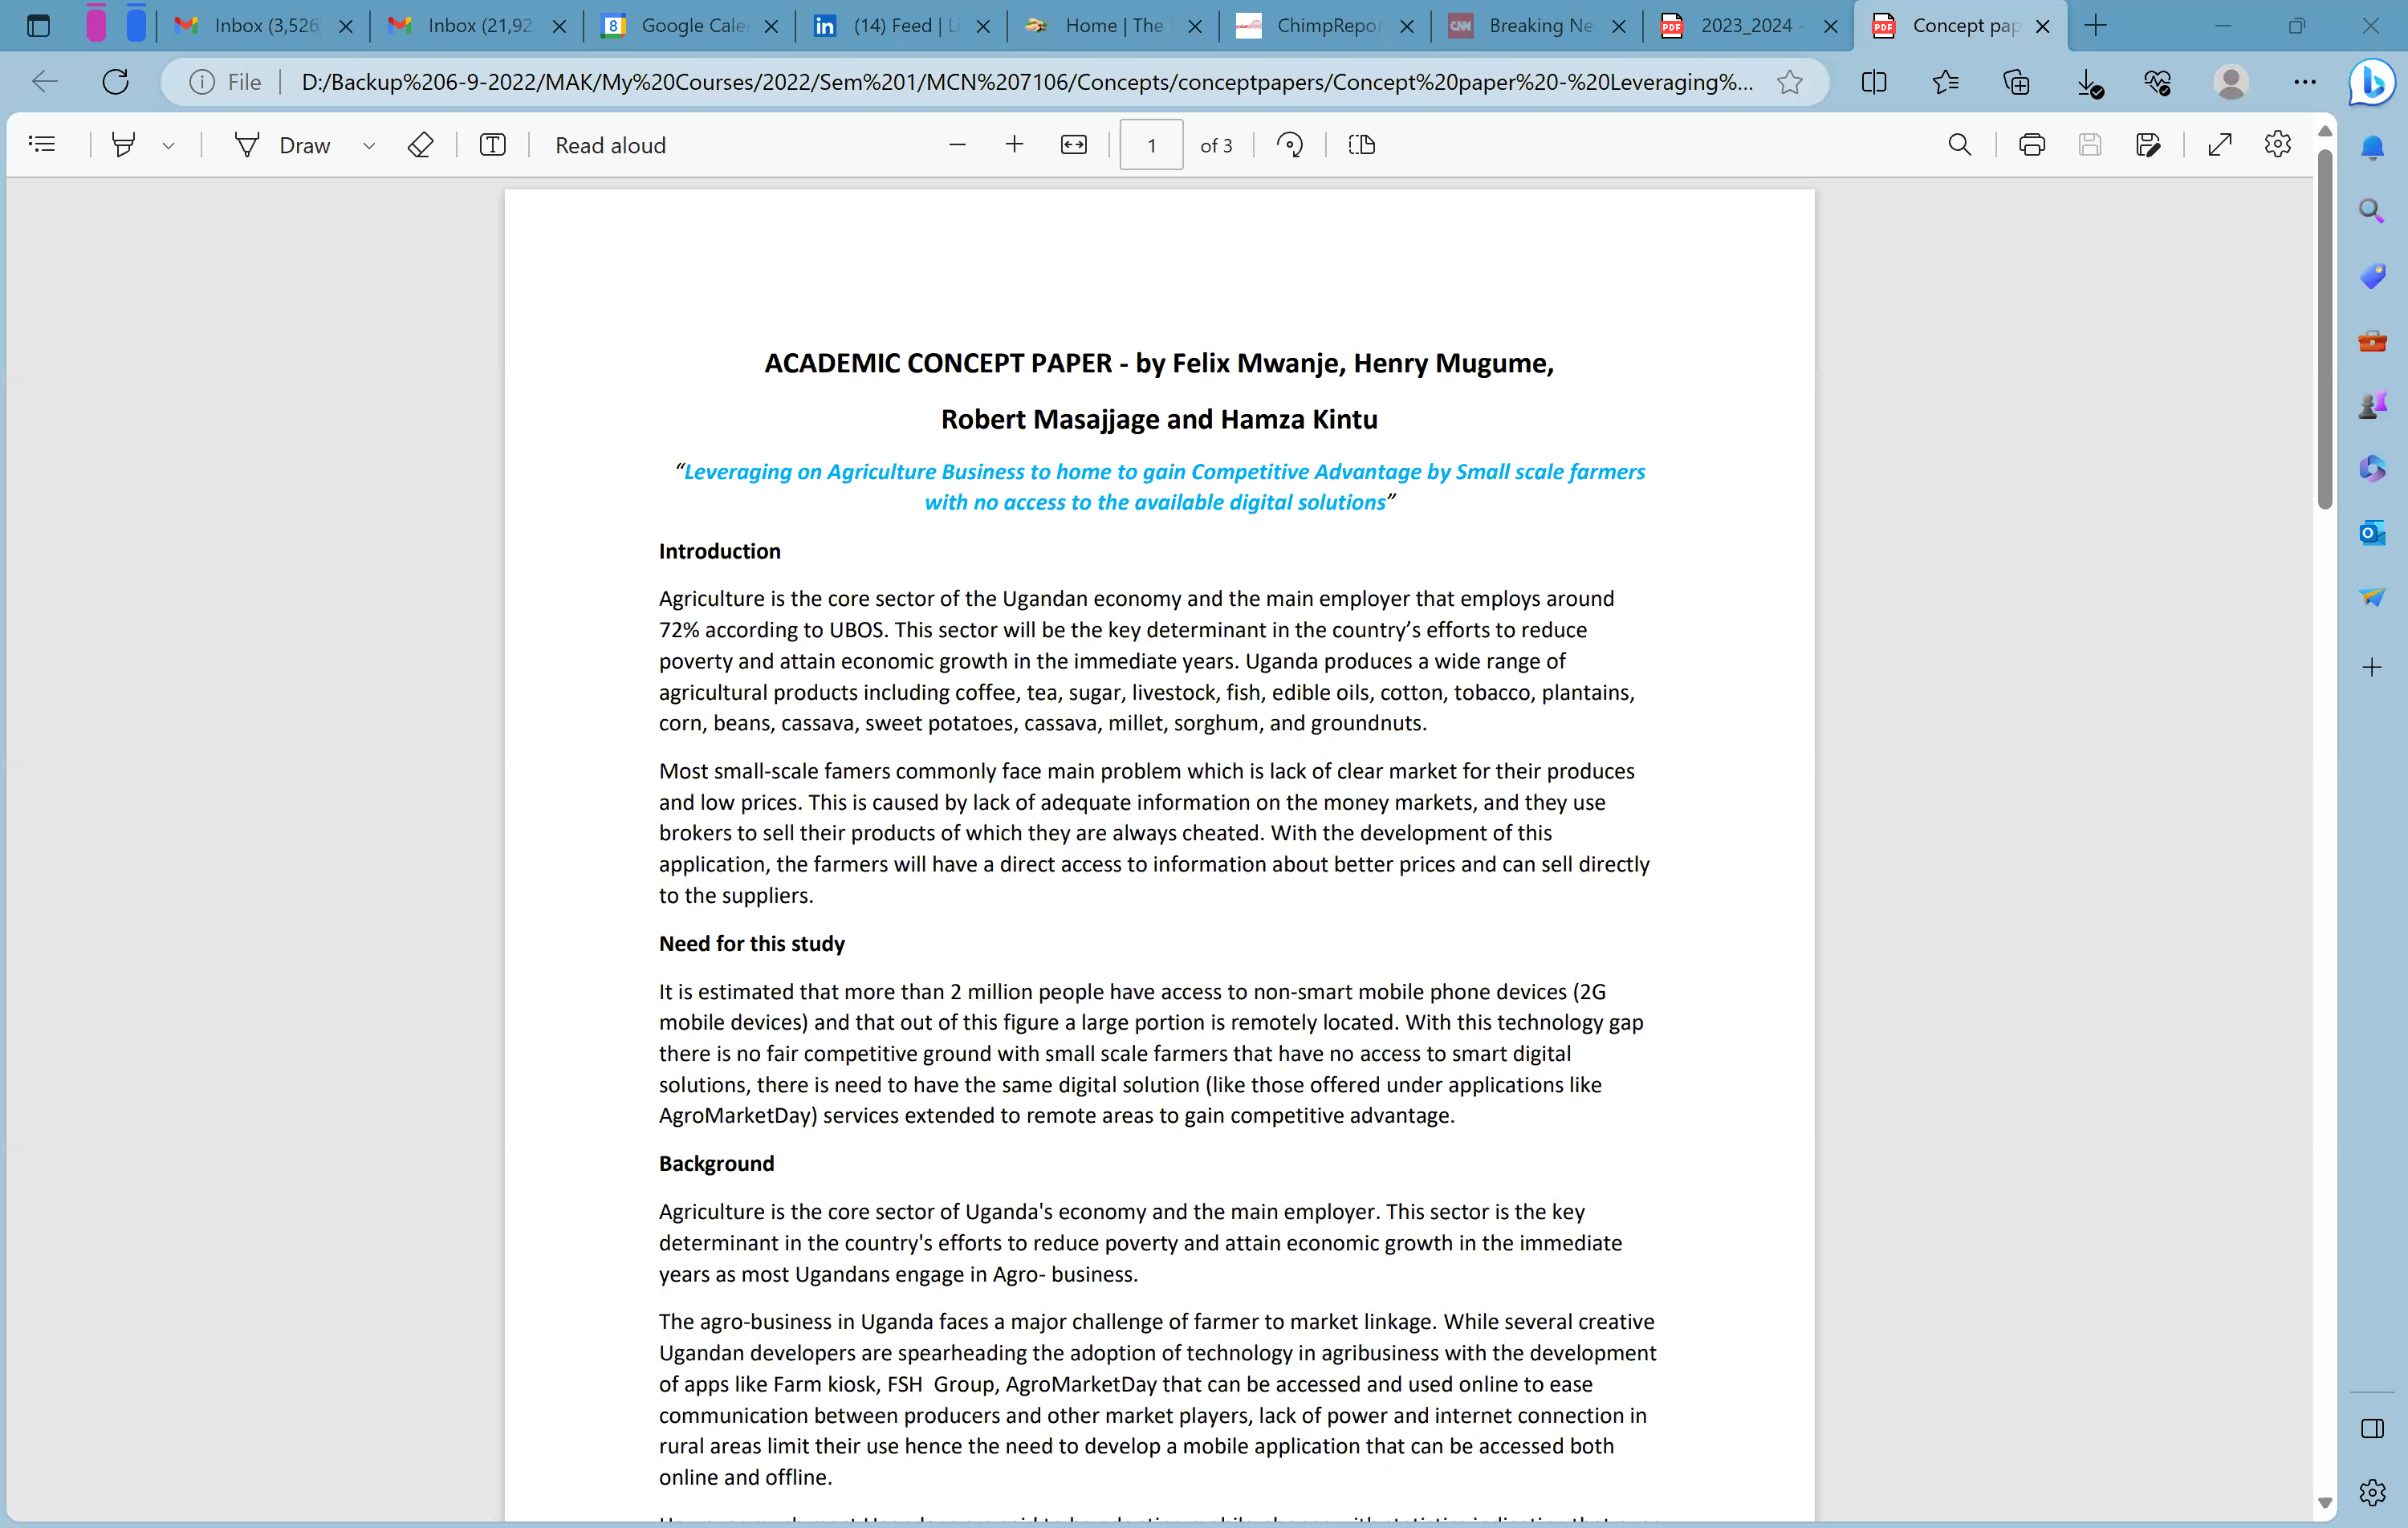 Inbox (3,526
Inbox (21,92
Google Cale
(14) Feed | Li
Home | The
ChimpRepor
Breaking Ne
2023_2024 -
Concept pap
File
D:/Backup%206-9-2022/MAK/My%20Courses/2022/Sem%201/MCN%207106/Concepts/conceptpapers/Concept%20paper%20-%20Leveraging%...
Draw
Read aloud
1 of 3
ACADEMIC CONCEPT PAPER - by Felix Mwanje, Henry Mugume,
Robert Masajjage and Hamza Kintu
“Leveraging on Agriculture Business to home to gain Competitive Advantage by Small scale farmers
with no access to the available digital solutions”
Introduction
Agriculture is the core sector of the Ugandan economy and the main employer that employs around
72% according to UBOS. This sector will be the key determinant in the country’s efforts to reduce
poverty and attain economic growth in the immediate years. Uganda produces a wide range of
agricultural products including coffee, tea, sugar, livestock, fish, edible oils, cotton, tobacco, plantains,
corn, beans, cassava, sweet potatoes, cassava, millet, sorghum, and groundnuts.
Most small-scale famers commonly face main problem which is lack of clear market for their produces
and low prices. This is caused by lack of adequate information on the money markets, and they use
brokers to sell their products of which they are always cheated. With the development of this
application, the farmers will have a direct access to information about better prices and can sell directly
to the suppliers.
Need for this study
It is estimated that more than 2 million people have access to non-smart mobile phone devices (2G
mobile devices) and that out of this figure a large portion is remotely located. With this technology gap
there is no fair competitive ground with small scale farmers that have no access to smart digital
solutions, there is need to have the same digital solution (like those offered under applications like
AgroMarketDay) services extended to remote areas to gain competitive advantage.
Background
Agriculture is the core sector of Uganda's economy and the main employer. This sector is the key
determinant in the country's efforts to reduce poverty and attain economic growth in the immediate
years as most Ugandans engage in Agro- business.
The agro-business in Uganda faces a major challenge of farmer to market linkage. While several creative
Ugandan developers are spearheading the adoption of technology in agribusiness with the development
of apps like Farm kiosk, FSH  Group, AgroMarketDay that can be accessed and used online to ease
communication between producers and other market players, lack of power and internet connection in
rural areas limit their use hence the need to develop a mobile application that can be accessed both
online and offline.